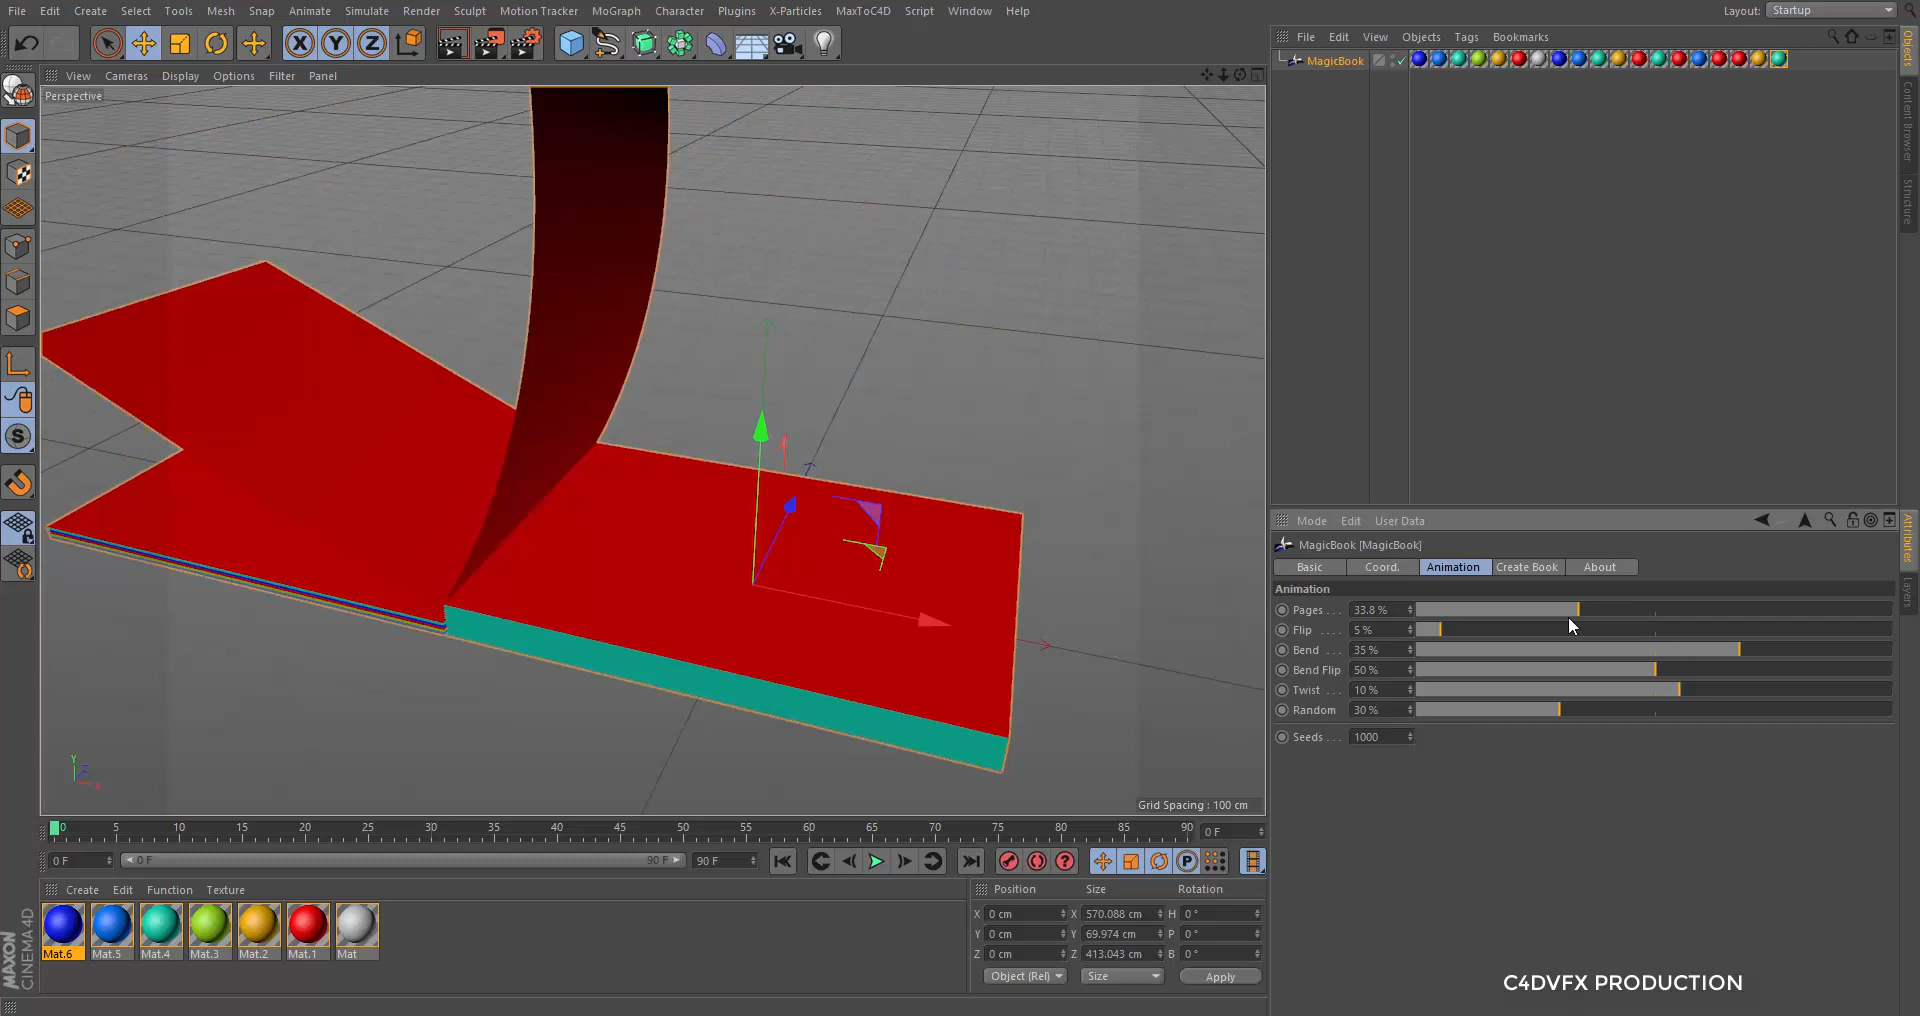 File Edit Create Select Tools Mesh Snap Animate Simulate Render Sculpt Motion Tracker MoGraph Character Plugins X-Particles MaxToC4D Script Window Help
Layout: Startup
X Y Z
View Cameras Display Options Filter Panel
Perspective
File Edit View Objects Tags Bookmarks
MagicBook
Objects
Content Browser
Structure
Mode Edit User Data
MagicBook [MagicBook]
Basic Coord. Animation Create Book About
Animation
Pages . . . 33.8 %
Flip . . . . 5 %
Bend . . . 35 %
Bend Flip 50 %
Twist . . . 10 %
Random 30 %
Seeds . . . 1000
Attributes
Layers
S
Y
Z
X
Y
Z
X
Grid Spacing : 100 cm
0 5 10 15 20 25 30 35 40 45 50 55 60 65 70 75 80 85 90 0 F
0 F 0 F 90 F 90 F
? P
Create Edit Function Texture
Mat.6 Mat.5 Mat.4 Mat.3 Mat.2 Mat.1 Mat
Position Size Rotation
X 0 cm X 570.088 cm H 0 °
Y 0 cm Y 69.974 cm P 0 °
Z 0 cm Z 413.043 cm B 0 °
Object (Rel) Size Apply
MAXON
CINEMA 4D
C4DVFX PRODUCTION